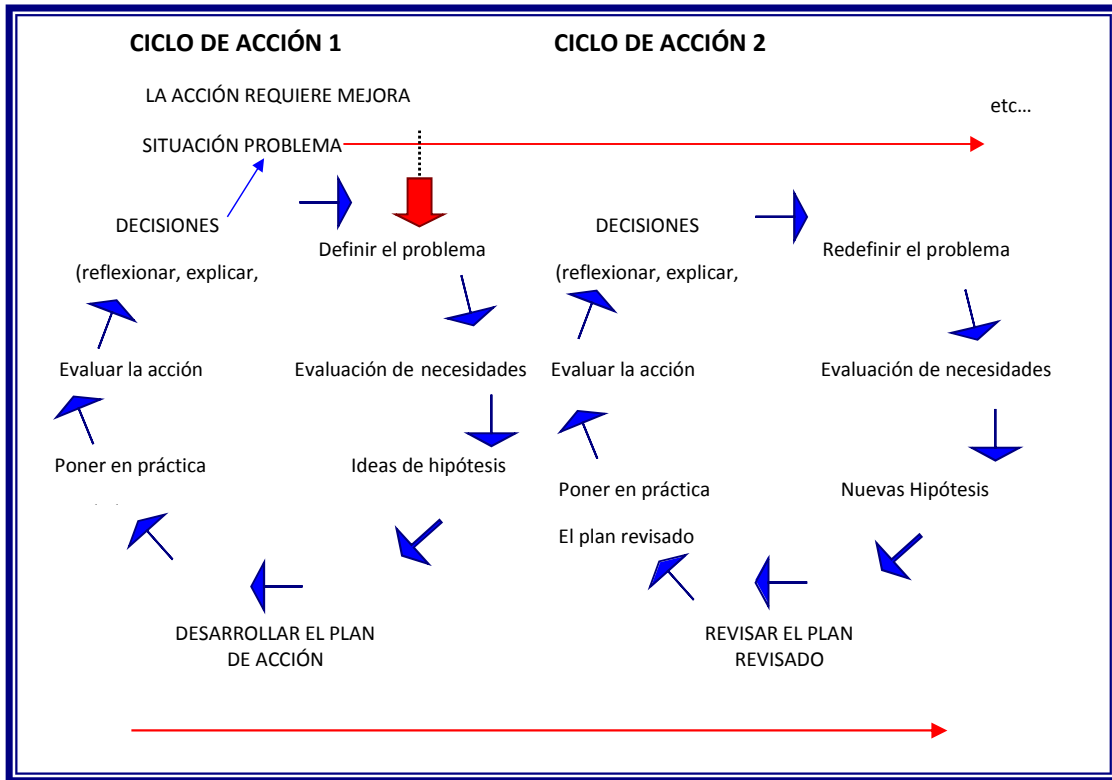 CICLO DE ACCIÓN 1
CICLO DE ACCIÓN 2
LA ACCIÓN REQUIERE MEJORA
etc...
SITUACIÓN PROBLEMA
DECISIONES
(reflexionar, explicar,
Definir el problema
Evaluar la acción
Evaluación de necesidades
Poner en práctica
Ideas de hipótesis
DESARROLLAR EL PLAN
DE ACCIÓN
DECISIONES
(reflexionar, explicar,
Redefinir el problema
Evaluar la acción
Evaluación de necesidades
Poner en práctica
El plan revisado
Nuevas Hipótesis
REVISAR EL PLAN
REVISADO